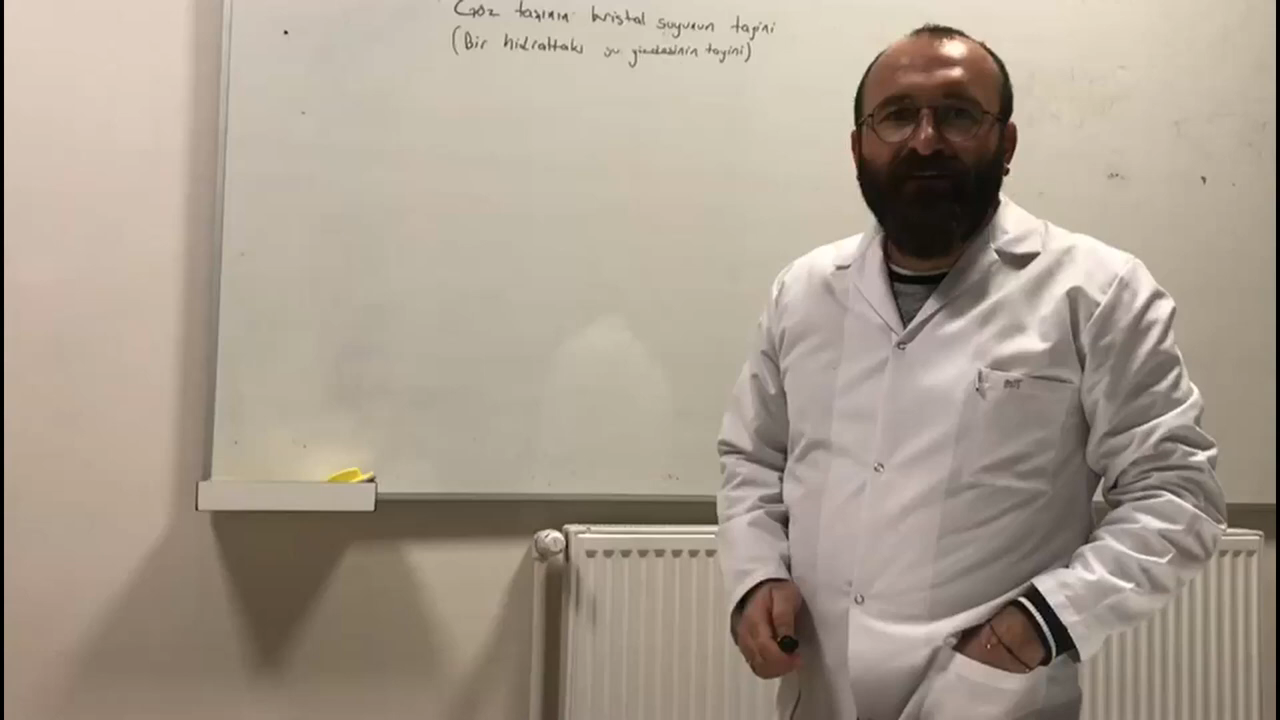 Göz taşının kristal suyunun tayini
(Bir hidrattaki su yüzdesinin tayini)